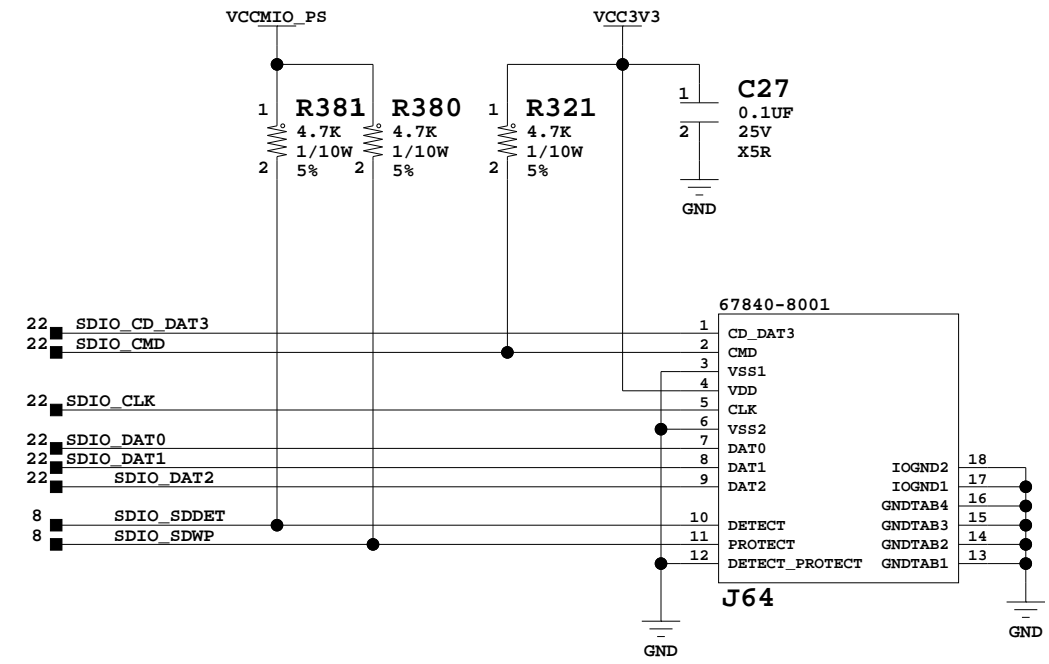 VCCMIO_PS
VCC3V3
1 R381 R380
4.7K 4.7K
1/10W 1/10W
2 5% 2 5%
1 R321
4.7K
1/10W
2 5%
1 C27
0.1UF
2 25V
X5R
GND
67840-8001
22 SDIO_CD_DAT3 1 CD_DAT3
22 SDIO_CMD 2 CMD
3 VSS1
4 VDD
22 SDIO_CLK 5 CLK
6 VSS2
22 SDIO_DAT0 7 DAT0
22 SDIO_DAT1 8 DAT1 IOGND2 18
22 SDIO_DAT2 9 DAT2 IOGND1 17
GNDTAB4 16
8 SDIO_SDDET 10 DETECT GNDTAB3 15
8 SDIO_SDWP 11 PROTECT GNDTAB2 14
12 DETECT_PROTECT GNDTAB1 13
J64
GND
GND